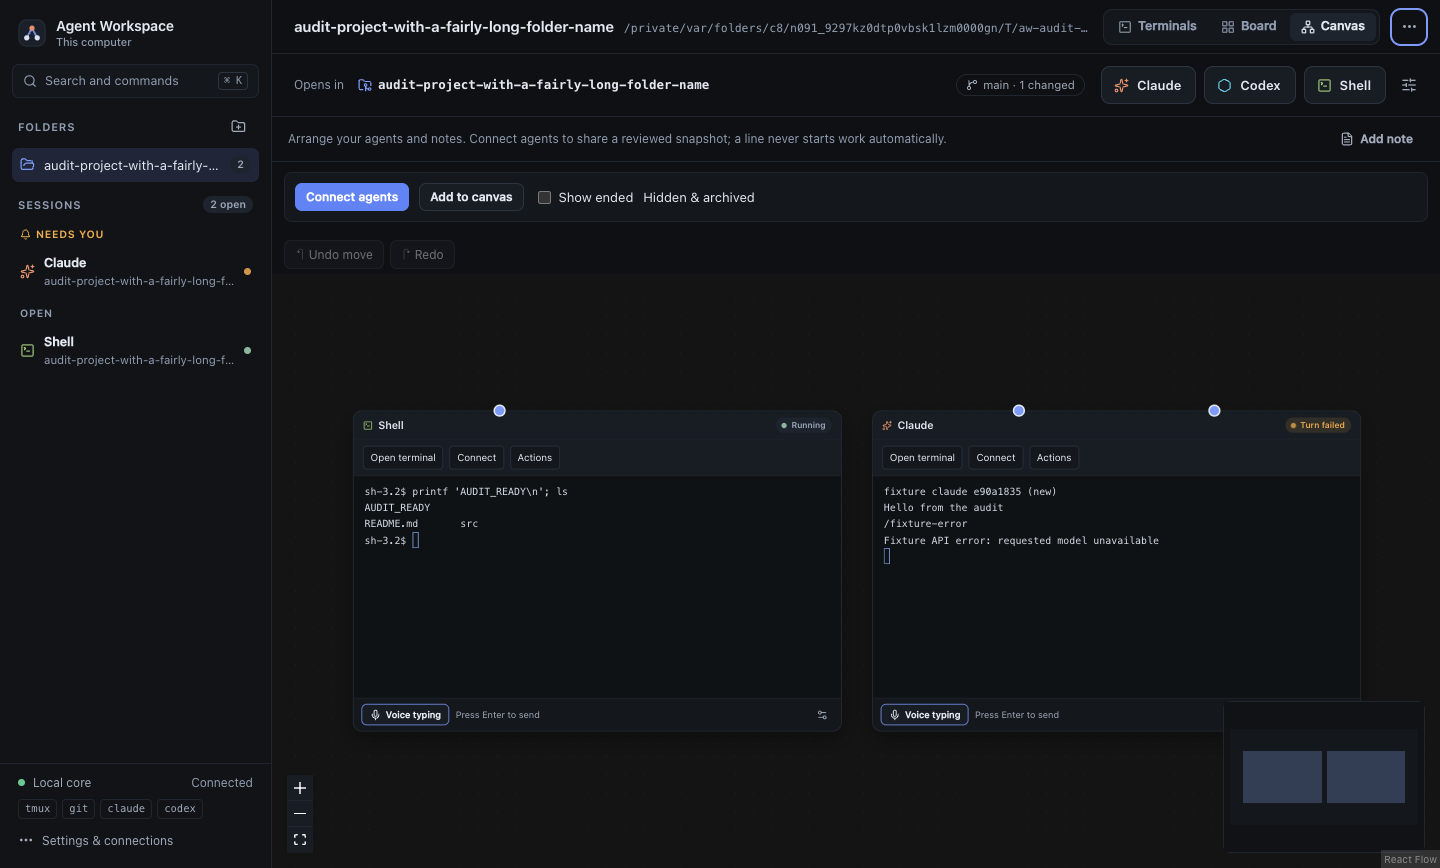 Agent Workspace
This computer
Search and commands ⌘ K
FOLDERS
audit-project-with-a-fairly-... 2
SESSIONS 2 open
NEEDS YOU
Claude
audit-project-with-a-fairly-long-f...
OPEN
Shell
audit-project-with-a-fairly-long-f...
Local core Connected
tmux git claude codex
Settings & connections
audit-project-with-a-fairly-long-folder-name /private/var/folders/c8/n091_9297kz0dtp0vbsk1lzm0000gn/T/aw-audit-… Terminals Board Canvas
Opens in audit-project-with-a-fairly-long-folder-name main · 1 changed Claude Codex Shell
Arrange your agents and notes. Connect agents to share a reviewed snapshot; a line never starts work automatically. Add note
Connect agents Add to canvas Show ended Hidden & archived
Undo move Redo
Shell Running
Open terminal Connect Actions
sh-3.2$ printf 'AUDIT_READY\n'; ls
AUDIT_READY
README.md src
sh-3.2$
Voice typing Press Enter to send
Claude Turn failed
Open terminal Connect Actions
fixture claude e90a1835 (new)
Hello from the audit
/fixture-error
Fixture API error: requested model unavailable
Voice typing Press Enter to send
React Flow